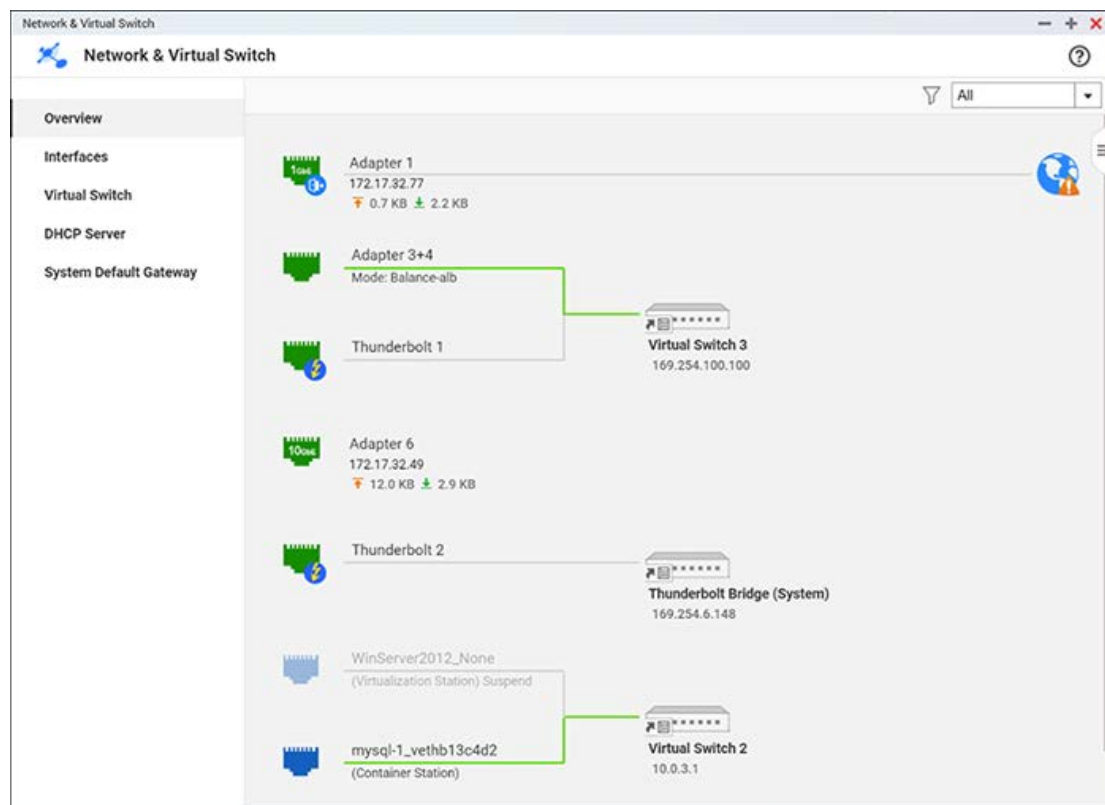 Network & Virtual Switch
Network & Virtual Switch
All
Overview
Interfaces
Virtual Switch
DHCP Server
System Default Gateway
1GbE
Adapter 1
172.17.32.77
0.7 KB 2.2 KB
Adapter 3+4
Mode: Balance-alb
Thunderbolt 1
Virtual Switch 3
169.254.100.100
10GbE
Adapter 6
172.17.32.49
12.0 KB 2.9 KB
Thunderbolt 2
Thunderbolt Bridge (System)
169.254.6.148
WinServer2012_None
(Virtualization Station) Suspend
mysql-1_vethb13c4d2
(Container Station)
Virtual Switch 2
10.0.3.1